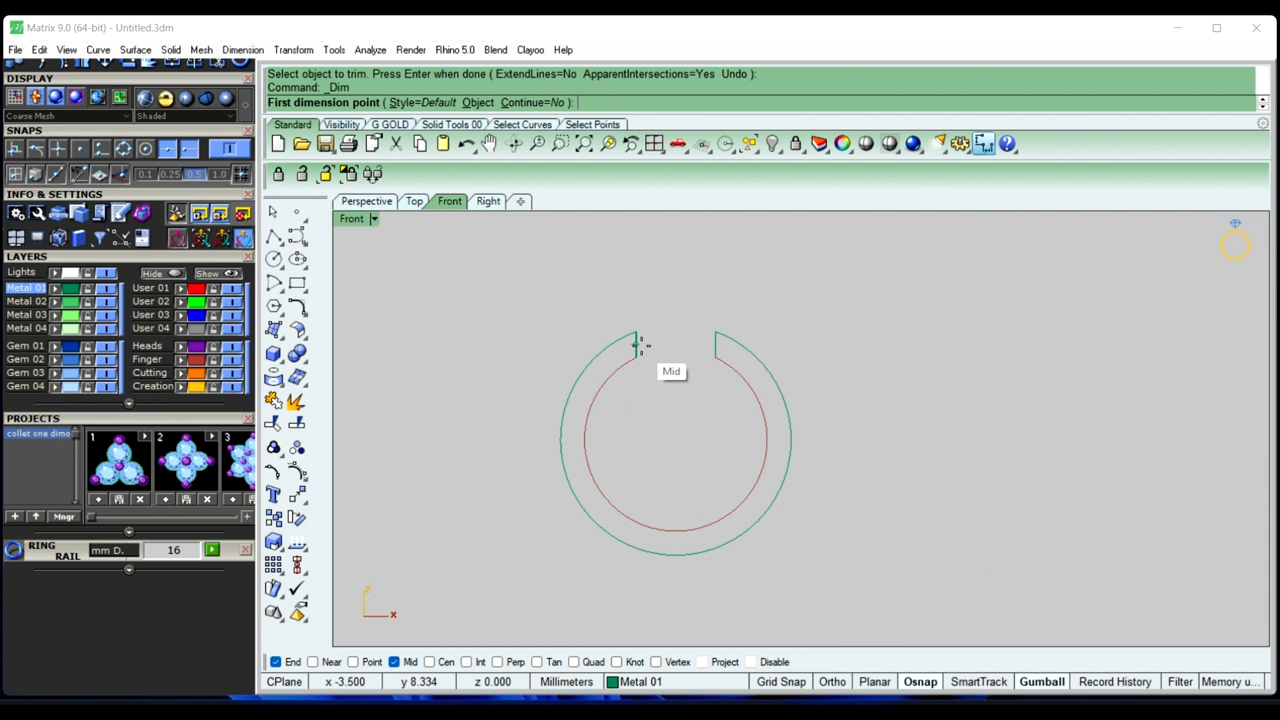 Matrix 9.0 (64-bit) - Untitled.3dm
File Edit View Curve Surface Solid Mesh Dimension Transform Tools Analyze Render Rhino 5.0 Blend Clayoo Help
Select object to trim. Press Enter when done ( ExtendLines=No ApparentIntersections=Yes Undo ):
Command: _Dim
First dimension point ( Style=Default Object Continue=No ):
Standard Visibility G GOLD Solid Tools 00 Select Curves Select Points
DISPLAY
Coarse Mesh Shaded
SNAPS
0.1 0.25 0.5 1.0
INFO & SETTINGS
LAYERS
Lights Hide Show
Metal 01 User 01
Metal 02 User 02
Metal 03 User 03
Metal 04 User 04
Gem 01 Heads
Gem 02 Finger
Gem 03 Cutting
Gem 04 Creation
PROJECTS
collet one dimo
1 2 3
Mngr
RING RAIL mm D. 16
Perspective Top Front Right
Front
Mid
z
x
End Near Point Mid Cen Int Perp Tan Quad Knot Vertex Project Disable
CPlane x -3.500 y 8.334 z 0.000 Millimeters Metal 01 Grid Snap Ortho Planar Osnap SmartTrack Gumball Record History Filter Memory u...